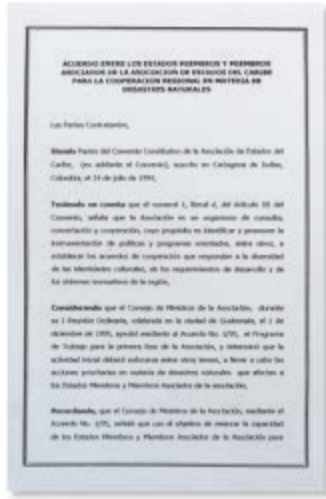 ACUERDO ENTRE LOS ESTADOS MIEMBROS Y MIEMBROS
ASOCIADOS DE LA ASOCIACION DE ESTADOS DEL CARIBE
PARA LA COOPERACION REGIONAL EN MATERIA DE
DESASTRES NATURALES
Las Partes Contratantes,
Siendo Partes del Convenio Constitutivo de la Asociación de Estados del
Caribe, (en adelante el Convenio), suscrito en Cartagena de Indias,
Colombia, el 24 de julio de 1994,
Teniendo en cuenta que el numeral 1, literal d, del Artículo III del
Convenio, señala que la Asociación es un organismo de consulta,
concertación y cooperación, cuyo propósito es identificar y promover la
instrumentación de políticas y programas orientados, entre otros, a
establecer los acuerdos de cooperación que respondan a la diversidad
de las identidades culturales, de los requerimientos de desarrollo y de
los sistemas normativos de la región,
Considerando que el Consejo de Ministros de la Asociación, durante
su I Reunión Ordinaria, celebrada en la ciudad de Guatemala, el 1 de
diciembre de 1995, aprobó mediante el Acuerdo No. 2/95, el Programa
de Trabajo para la primera fase de la Asociación, y determinó que la
actividad inicial deberá enfocarse entre otros temas, a llevar a cabo las
acciones prioritarias en materia de desastres naturales que afecten a
los Estados Miembros y Miembros Asociados de la Asociación,
Recordando, que el Consejo de Ministros de la Asociación, mediante el
Acuerdo No. señaló que con el objetivo de mejorar la capacidad
de los Estados Miembros y Miembros Asociados de la Asociación para